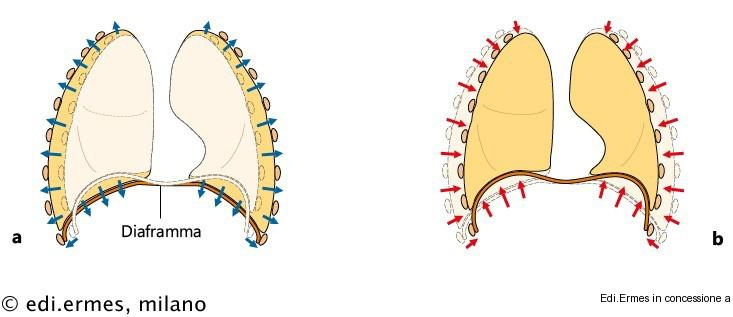 a
Diaframma
b
© edi.ermes, milano
Edi.Ermes in concessione a